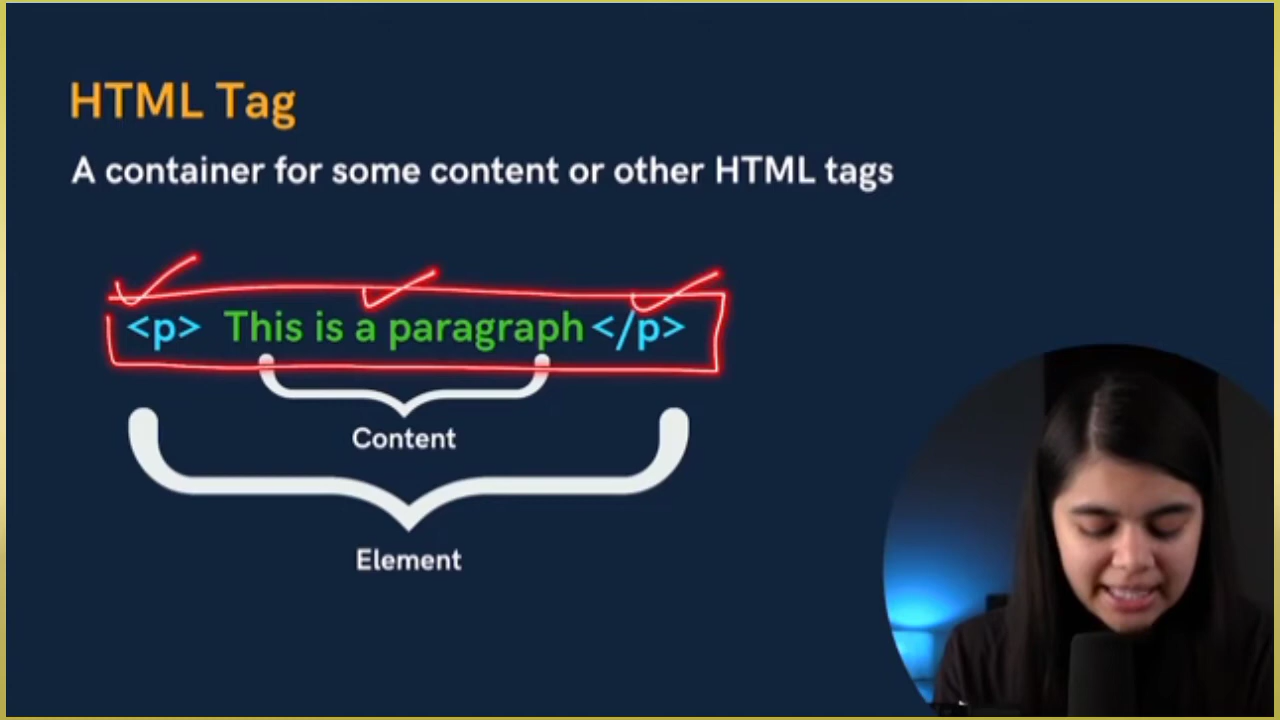 HTML Tag
A container for some content or other HTML tags
<p> This is a paragraph </p>
Content
Element